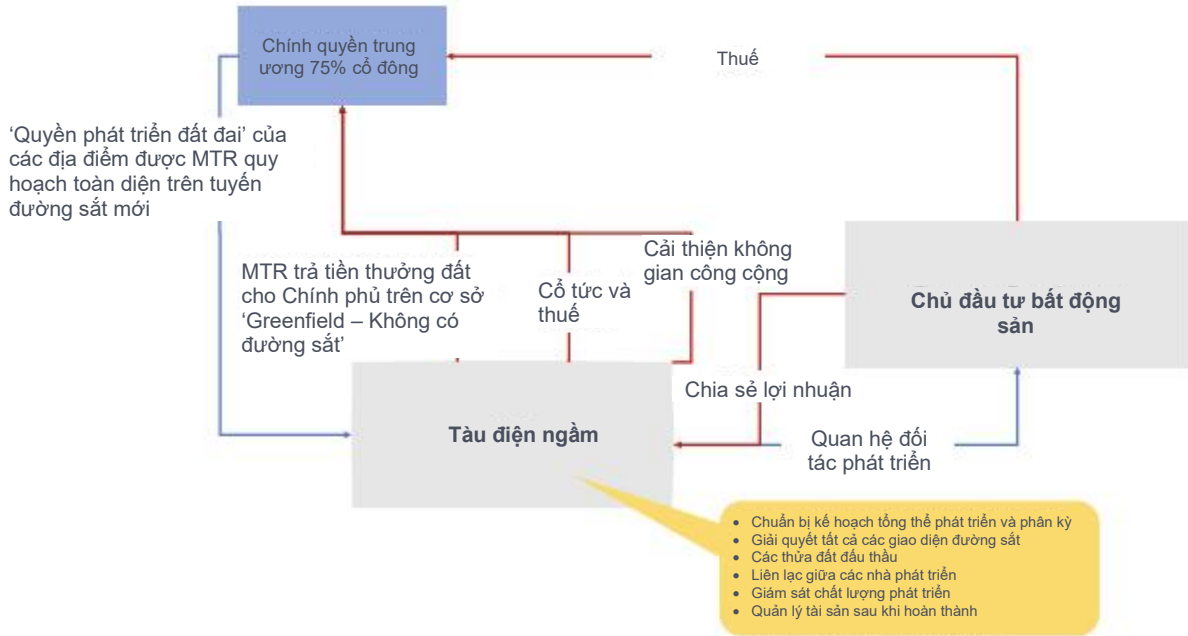 Chính quyền trung
ương 75% cổ đông
Thuế
‘Quyền phát triển đất đai’ của
các địa điểm được MTR quy
hoạch toàn diện trên tuyến
đường sắt mới
MTR trả tiền thưởng đất
cho Chính phủ trên cơ sở
‘Greenfield – Không có
đường sắt’
Cổ tức và
thuế
Cải thiện không
gian công cộng
Chủ đầu tư bất động
sản
Chia sẻ lợi nhuận
Tàu điện ngầm
Quan hệ đối
tác phát triển
• Chuẩn bị kế hoạch tổng thể phát triển và phân kỳ
• Giải quyết tất cả các giao diện đường sắt
• Các thửa đất đấu thầu
• Liên lạc giữa các nhà phát triển
• Giám sát chất lượng phát triển
• Quản lý tài sản sau khi hoàn thành